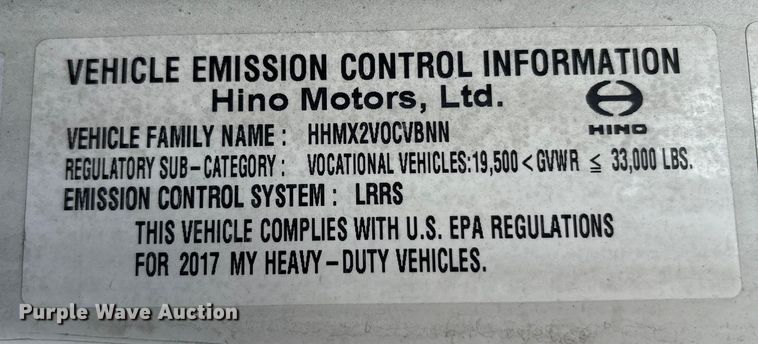 VEHICLE EMISSION CONTROL INFORMATION
Hino Motors, Ltd.
HINO
VEHICLE FAMILY NAME : HHMX2VOCVBNN
REGULATORY SUB-CATEGORY : VOCATIONAL VEHICLES:19,500 < GVWR ≦ 33,000 LBS.
EMISSION CONTROL SYSTEM : LRRS
THIS VEHICLE COMPLIES WITH U.S. EPA REGULATIONS
FOR 2017 MY HEAVY-DUTY VEHICLES.
Purple Wave Auction